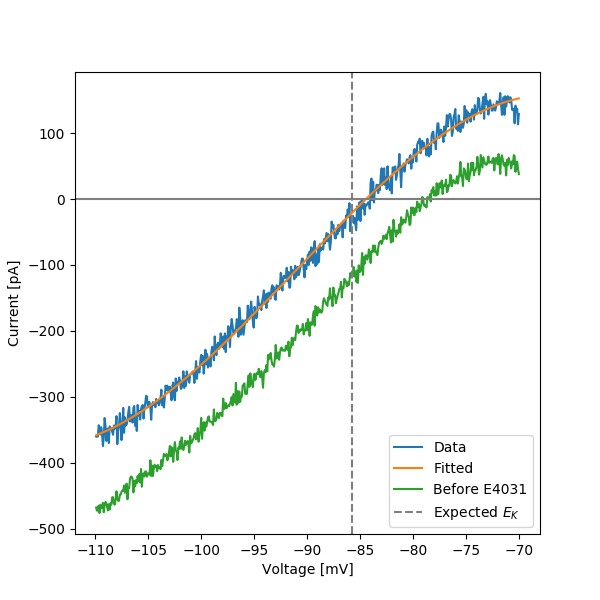 100
0
−100
−200
−300
−400
−500
Current [pA]
−110 −105 −100 −95 −90 −85 −80 −75 −70
Voltage [mV]
Data
Fitted
Before E4031
Expected E_K